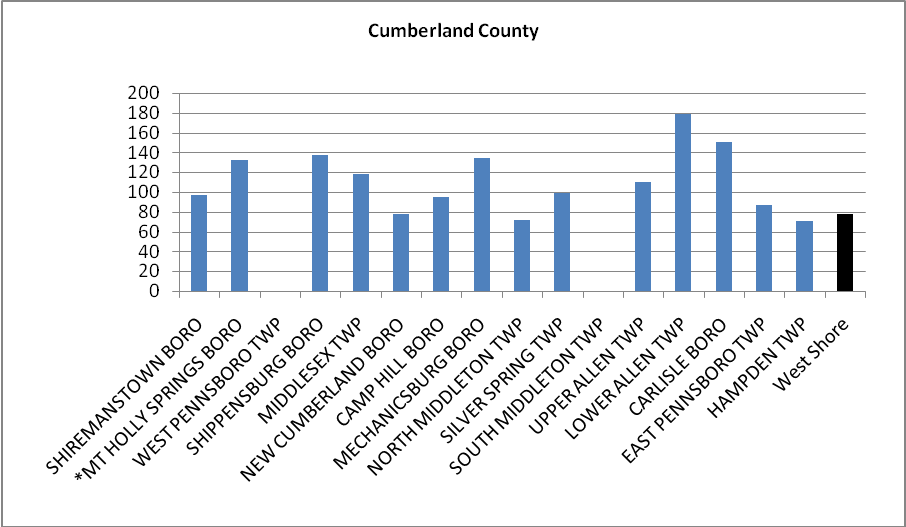 Cumberland County
200
180
160
140
120
100
80
60
40
20
0
SHIREMANSTOWN BORO
*MT HOLLY SPRINGS BORO
WEST PENNSBORO TWP
SHIPPENSBURG BORO
MIDDLESEX TWP
NEW CUMBERLAND BORO
CAMP HILL BORO
MECHANICSBURG BORO
NORTH MIDDLETON TWP
SILVER SPRING TWP
SOUTH MIDDLETON TWP
UPPER ALLEN TWP
LOWER ALLEN TWP
CARLISLE BORO
EAST PENNSBORO TWP
HAMPDEN TWP
West Shore